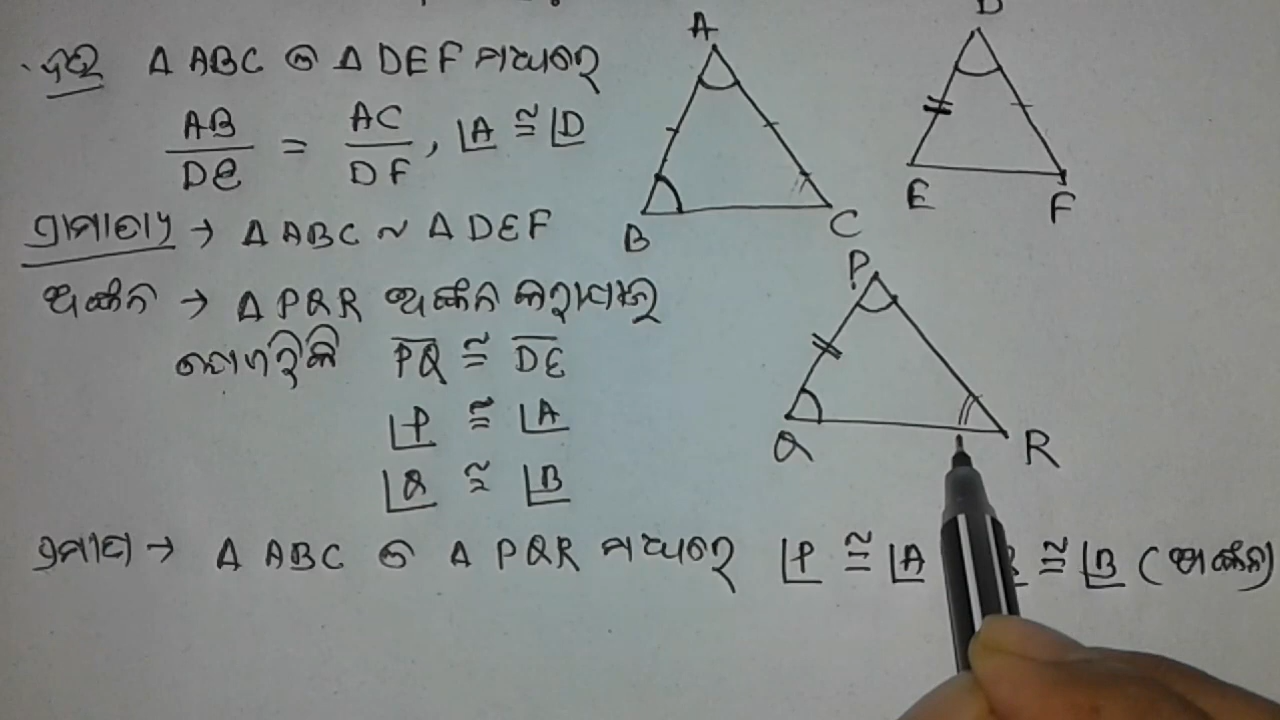 ଦତ୍ତ Δ ABC ଓ Δ DEF ମଧ୍ୟରେ
AB/DE = AC/DF, ∠A ≅ ∠D
ପ୍ରାମାଣ୍ୟ → Δ ABC ~ Δ DEF
ଅଙ୍କନ → Δ PQR ଅଙ୍କନ କରାଯାଉ
ଯେପରିକି PQ ≅ DE
∠P ≅ ∠A
∠Q ≅ ∠B
ପ୍ରମାଣ → Δ ABC ଓ Δ PQR ମଧ୍ୟରେ ∠P ≅ ∠A ≅ ∠B (ଅଙ୍କନ)
A
B
C
D
E
F
P
Q
R